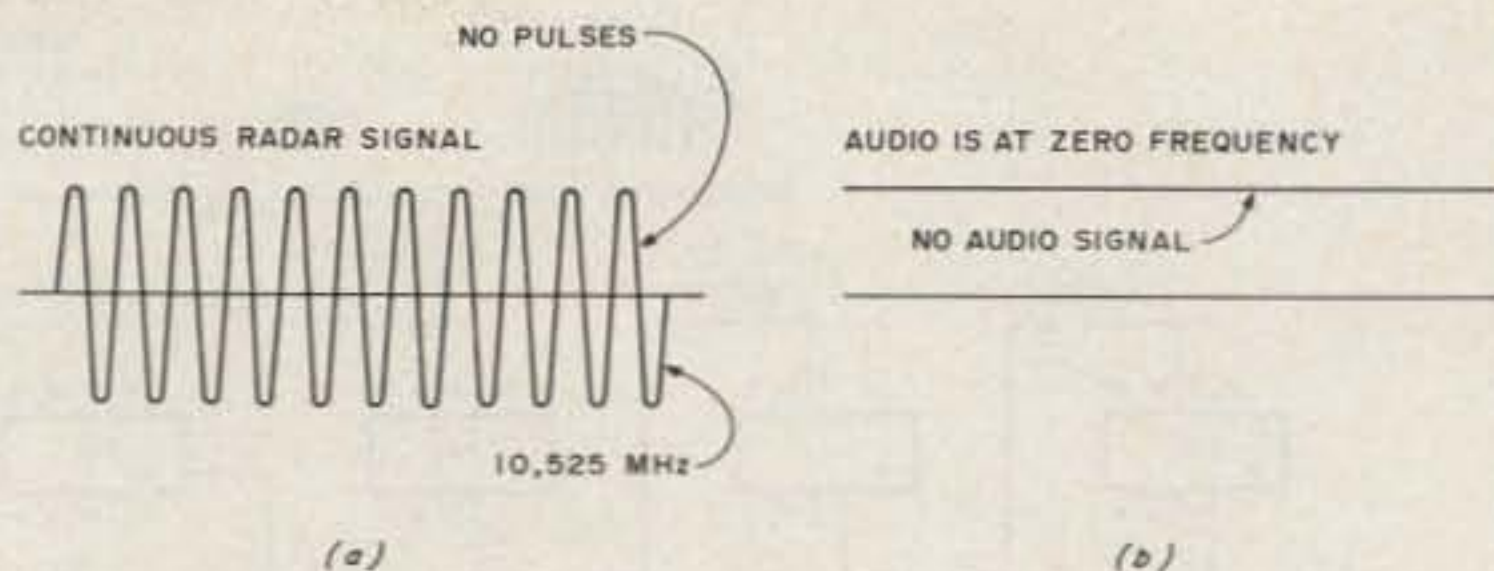 NO PULSES
CONTINUOUS RADAR SIGNAL
10,525 MHz
(a)
AUDIO IS AT ZERO FREQUENCY
NO AUDIO SIGNAL
(b)